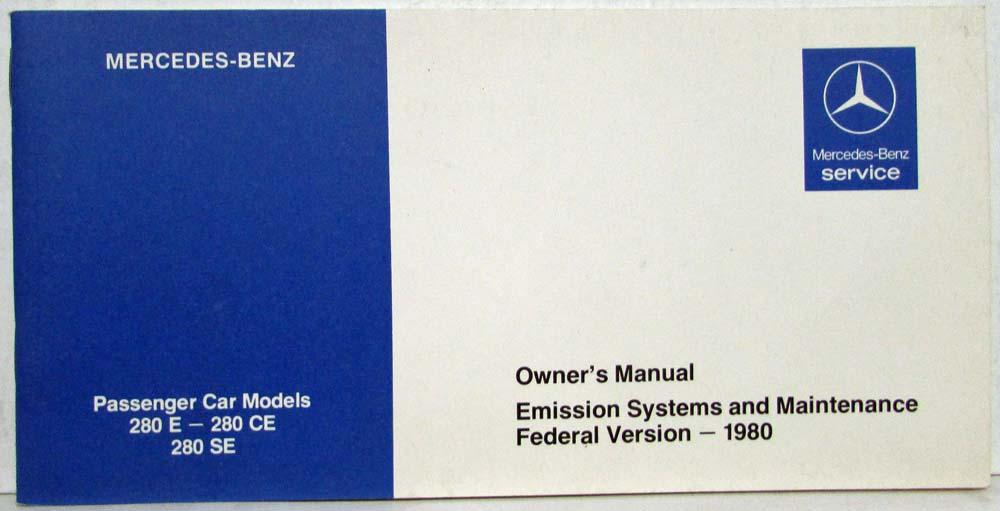 MERCEDES-BENZ
Passenger Car Models
280 E – 280 CE
280 SE
Mercedes-Benz
service
Owner's Manual
Emission Systems and Maintenance
Federal Version – 1980